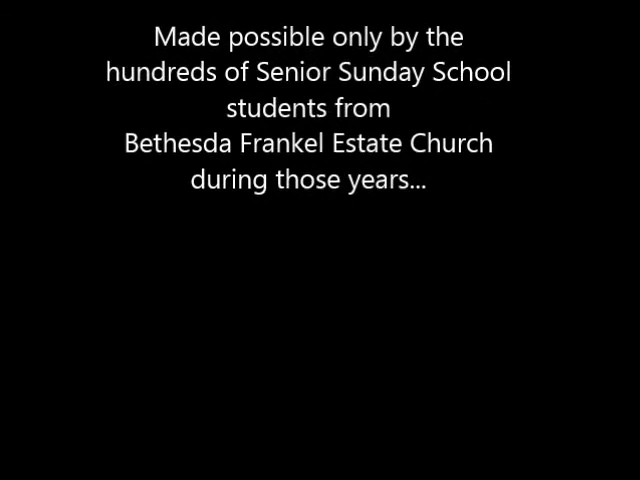 Made possible only by the
hundreds of Senior Sunday School
students from
Bethesda Frankel Estate Church
during those years...